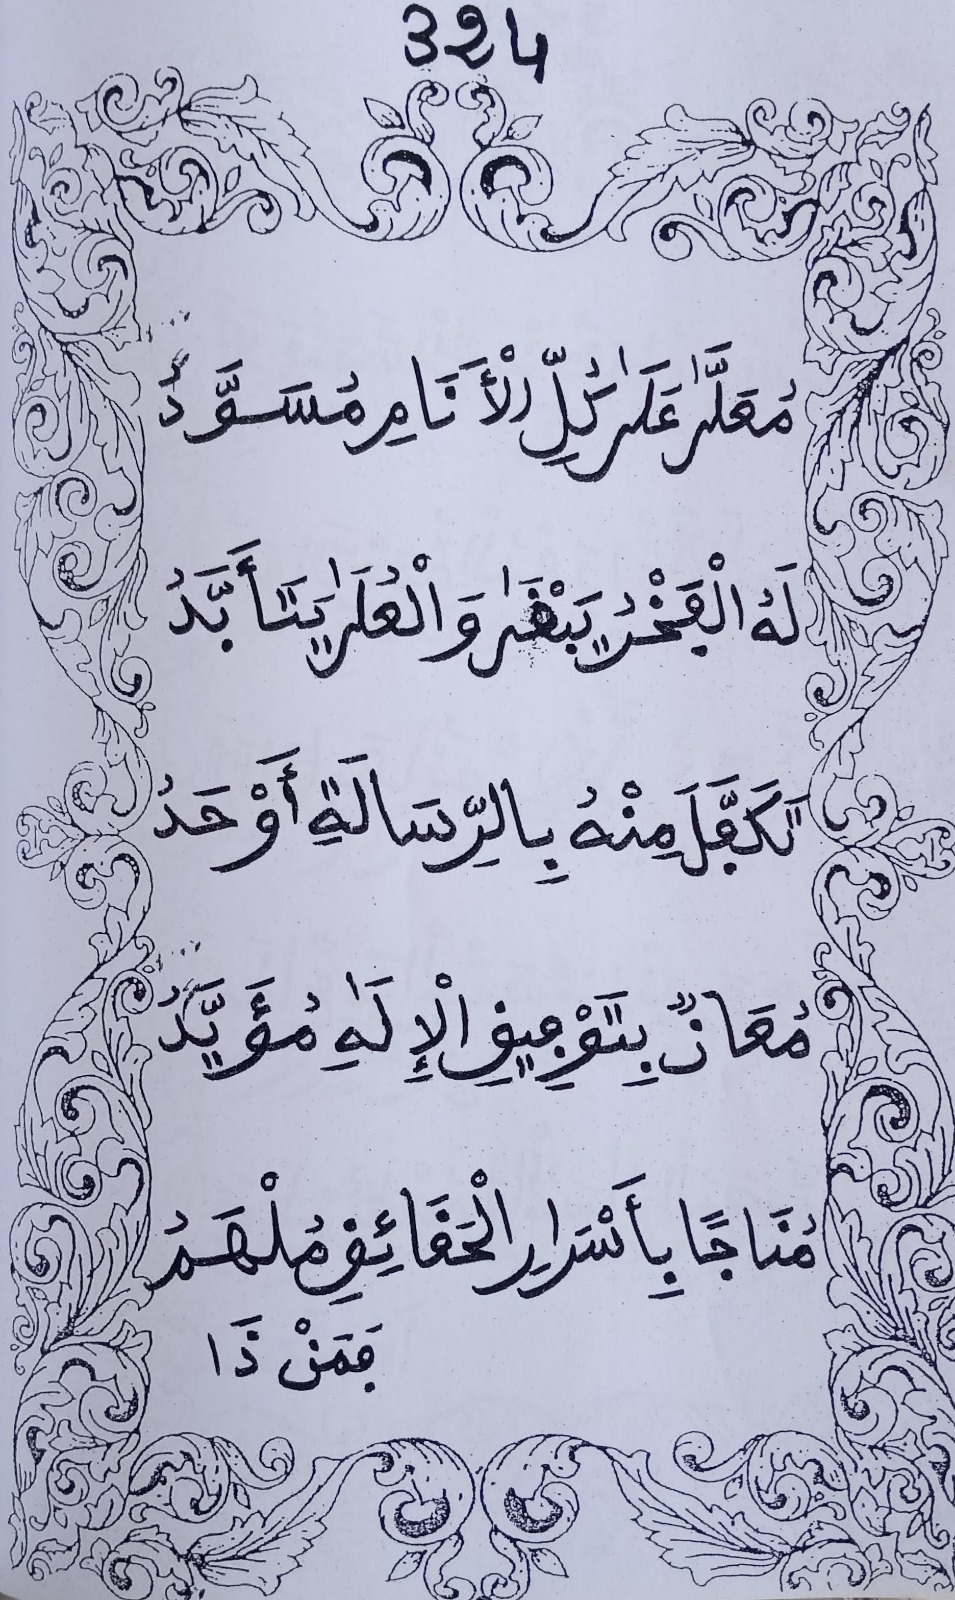 324
مُعَلَّىٰ عَلَىٰ كُلِّ الْأَنَامِ مُسَوَّدُ
لَهُ الْفَخْرُ يَبْقَىٰ وَالْعُلَىٰ يَتَأَبَّدُ
تَكَفَّلَ مِنْهُ بِالرِّسَالَةِ أَوْحَدُ
مُعَانٌ بِتَوْفِيقِ الْإِلَٰهِ مُؤَيَّدُ
مُنَاجًا بِأَسْرَارِ الْحَقَائِقِ مُلْهَمُ
فَمَنْ ذَا